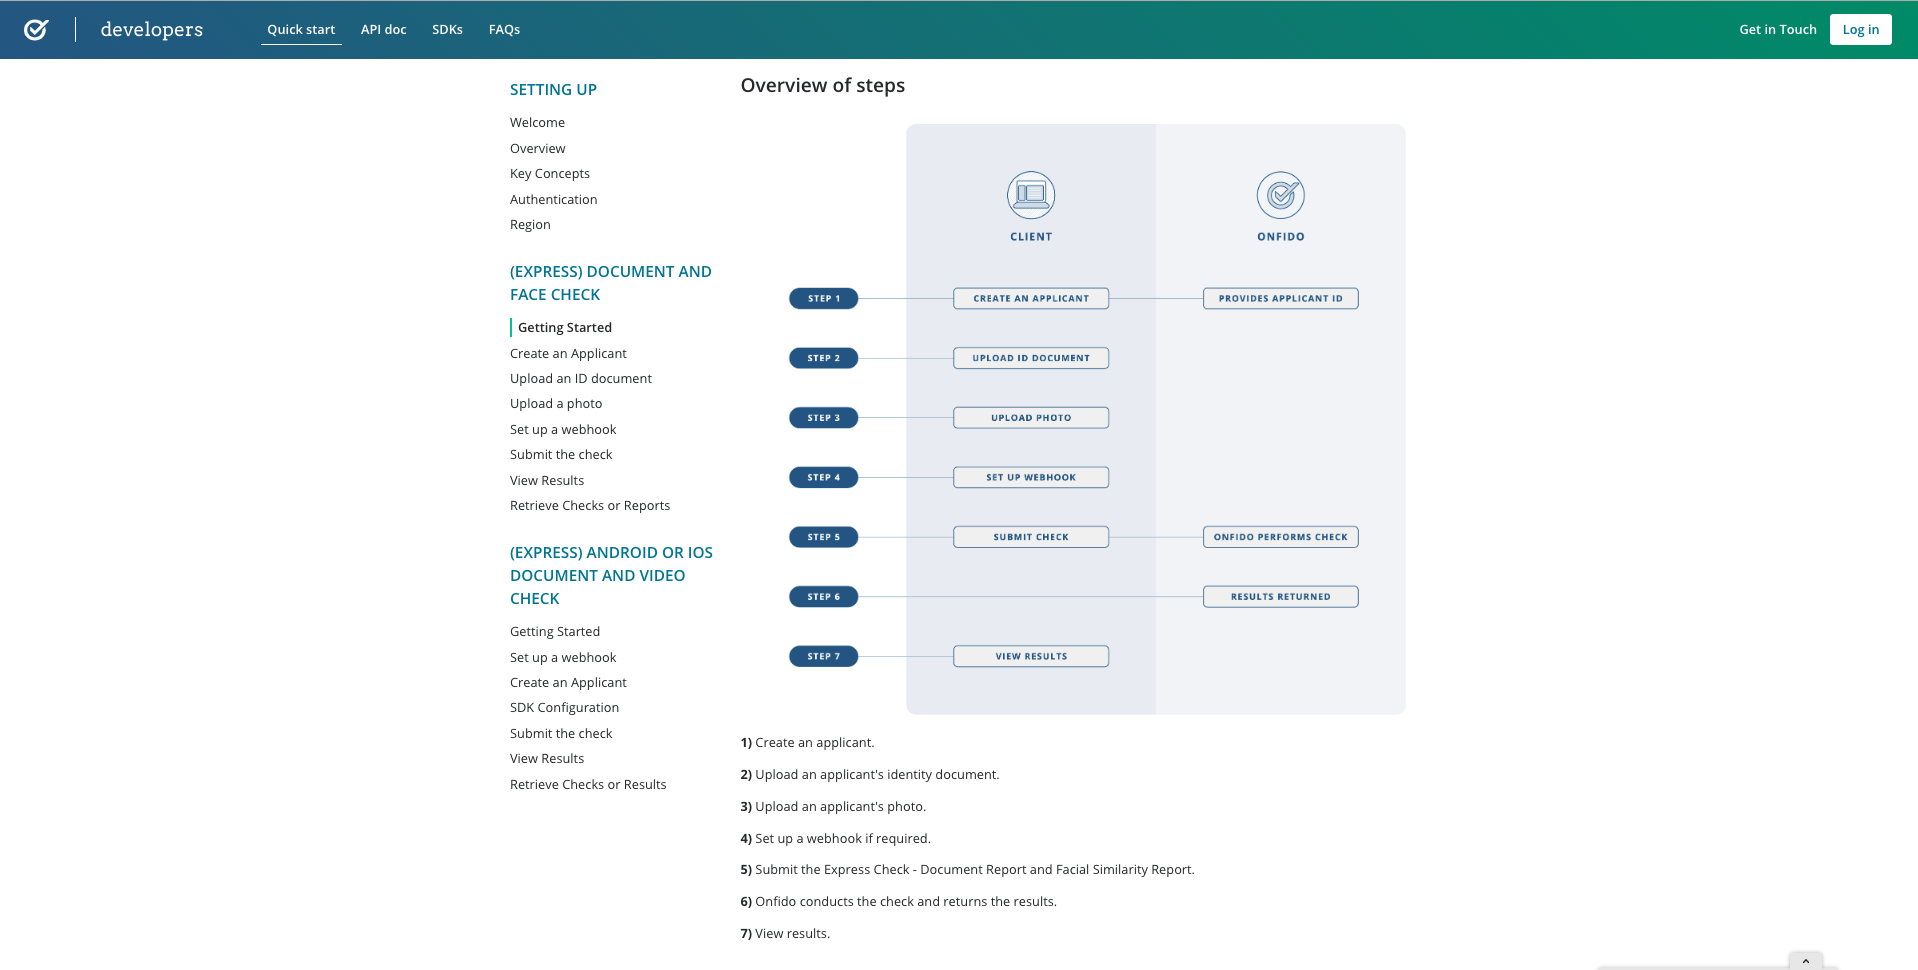 developers
Quick start
API doc
SDKs
FAQs
Get in Touch
Log in
SETTING UP
Welcome
Overview
Key Concepts
Authentication
Region
(EXPRESS) DOCUMENT AND
FACE CHECK
Getting Started
Create an Applicant
Upload an ID document
Upload a photo
Set up a webhook
Submit the check
View Results
Retrieve Checks or Reports
(EXPRESS) ANDROID OR IOS
DOCUMENT AND VIDEO
CHECK
Getting Started
Set up a webhook
Create an Applicant
SDK Configuration
Submit the check
View Results
Retrieve Checks or Results
Overview of steps
CLIENT
ONFIDO
STEP 1
CREATE AN APPLICANT
PROVIDES APPLICANT ID
STEP 2
UPLOAD ID DOCUMENT
STEP 3
UPLOAD PHOTO
STEP 4
SET UP WEBHOOK
STEP 5
SUBMIT CHECK
ONFIDO PERFORMS CHECK
STEP 6
RESULTS RETURNED
STEP 7
VIEW RESULTS
1) Create an applicant.
2) Upload an applicant's identity document.
3) Upload an applicant's photo.
4) Set up a webhook if required.
5) Submit the Express Check - Document Report and Facial Similarity Report.
6) Onfido conducts the check and returns the results.
7) View results.